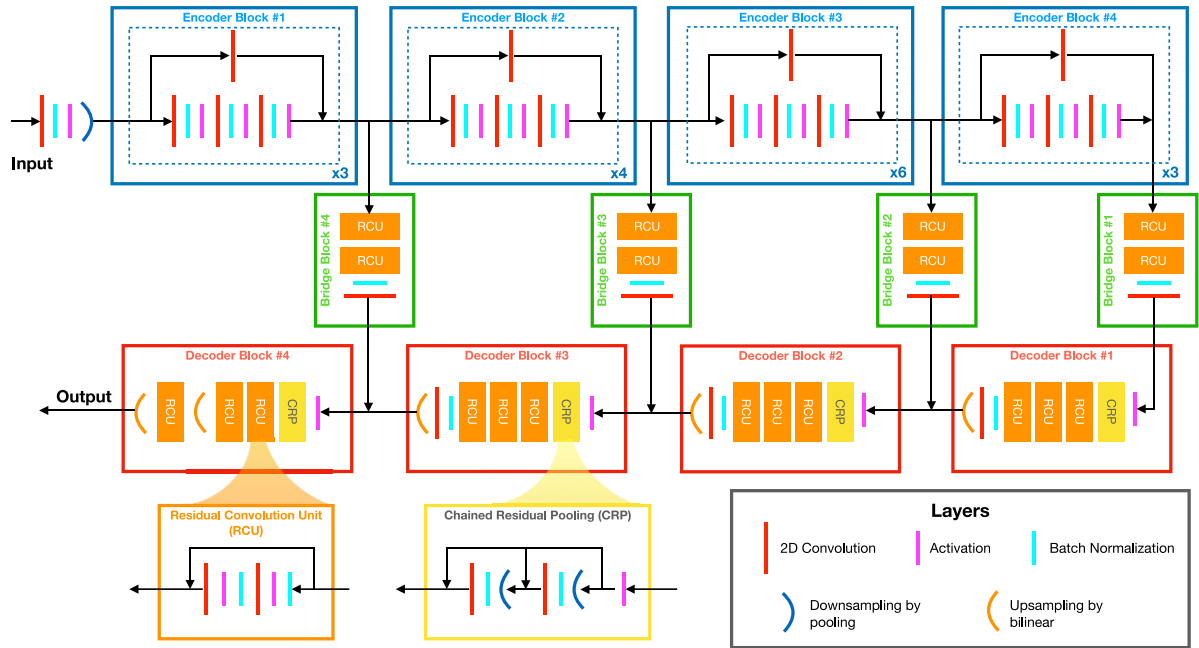 Encoder Block #1
Encoder Block #2
Encoder Block #3
Encoder Block #4
Input
x3
x4
x6
x3
Bridge Block #4
RCU
RCU
Bridge Block #3
RCU
RCU
Bridge Block #2
RCU
RCU
Bridge Block #1
RCU
RCU
Decoder Block #4
Decoder Block #3
Decoder Block #2
Decoder Block #1
Output
RCU
RCU
RCU
CRP
RCU
RCU
RCU
CRP
RCU
RCU
RCU
CRP
RCU
RCU
RCU
CRP
Residual Convolution Unit
(RCU)
Chained Residual Pooling (CRP)
Layers
2D Convolution
Activation
Batch Normalization
Downsampling by
pooling
Upsampling by
bilinear